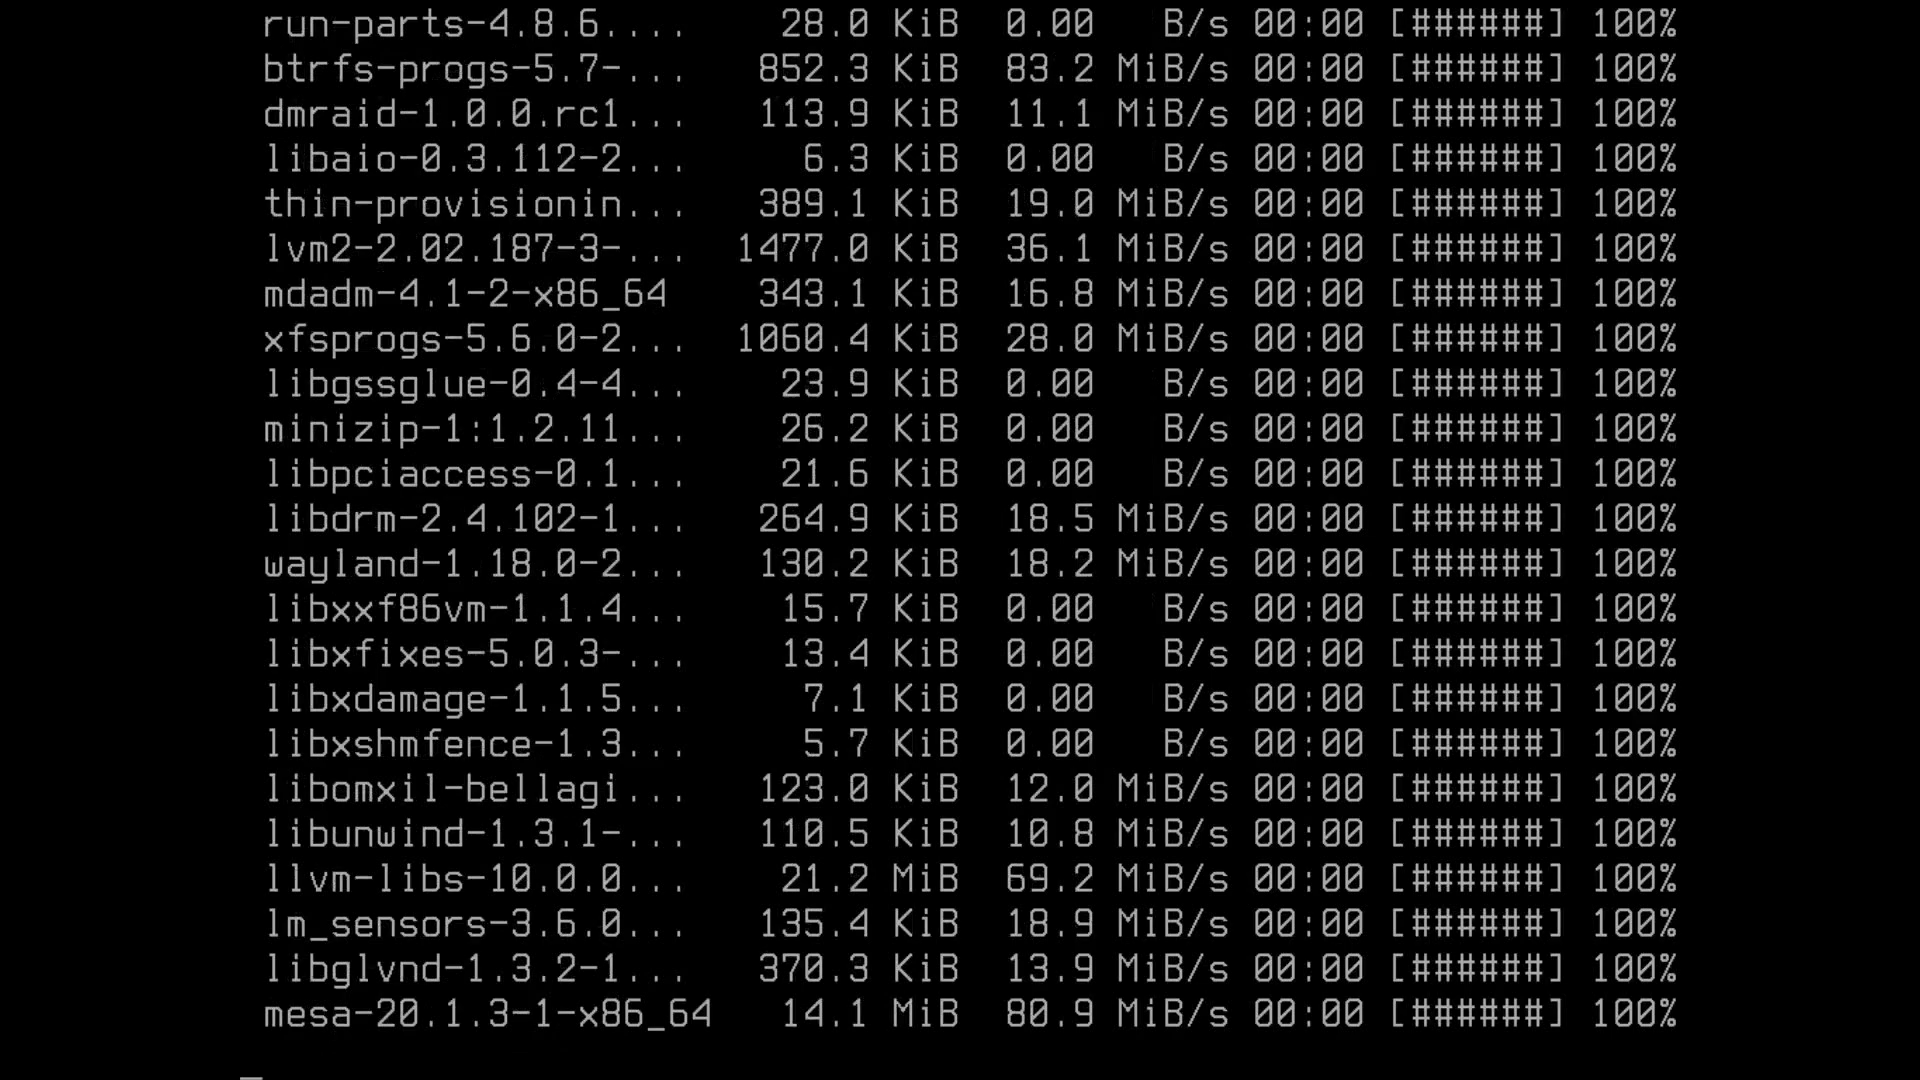 run-parts-4.8.6.... 28.0 KiB 0.00 B/s 00:00 [######] 100%
btrfs-progs-5.7-... 852.3 KiB 83.2 MiB/s 00:00 [######] 100%
dmraid-1.0.0.rc1... 113.9 KiB 11.1 MiB/s 00:00 [######] 100%
libaio-0.3.112-2... 6.3 KiB 0.00 B/s 00:00 [######] 100%
thin-provisionin... 389.1 KiB 19.0 MiB/s 00:00 [######] 100%
lvm2-2.02.187-3-... 1477.0 KiB 36.1 MiB/s 00:00 [######] 100%
mdadm-4.1-2-x86_64 343.1 KiB 16.8 MiB/s 00:00 [######] 100%
xfsprogs-5.6.0-2... 1060.4 KiB 28.0 MiB/s 00:00 [######] 100%
libgssglue-0.4-4... 23.9 KiB 0.00 B/s 00:00 [######] 100%
minizip-1:1.2.11... 26.2 KiB 0.00 B/s 00:00 [######] 100%
libpciaccess-0.1... 21.6 KiB 0.00 B/s 00:00 [######] 100%
libdrm-2.4.102-1... 264.9 KiB 18.5 MiB/s 00:00 [######] 100%
wayland-1.18.0-2... 130.2 KiB 18.2 MiB/s 00:00 [######] 100%
libxxf86vm-1.1.4... 15.7 KiB 0.00 B/s 00:00 [######] 100%
libxfixes-5.0.3-... 13.4 KiB 0.00 B/s 00:00 [######] 100%
libxdamage-1.1.5... 7.1 KiB 0.00 B/s 00:00 [######] 100%
libxshmfence-1.3... 5.7 KiB 0.00 B/s 00:00 [######] 100%
libomxil-bellagi... 123.0 KiB 12.0 MiB/s 00:00 [######] 100%
libunwind-1.3.1-... 110.5 KiB 10.8 MiB/s 00:00 [######] 100%
llvm-libs-10.0.0... 21.2 MiB 69.2 MiB/s 00:00 [######] 100%
lm_sensors-3.6.0... 135.4 KiB 18.9 MiB/s 00:00 [######] 100%
libglvnd-1.3.2-1... 370.3 KiB 13.9 MiB/s 00:00 [######] 100%
mesa-20.1.3-1-x86_64 14.1 MiB 80.9 MiB/s 00:00 [######] 100%